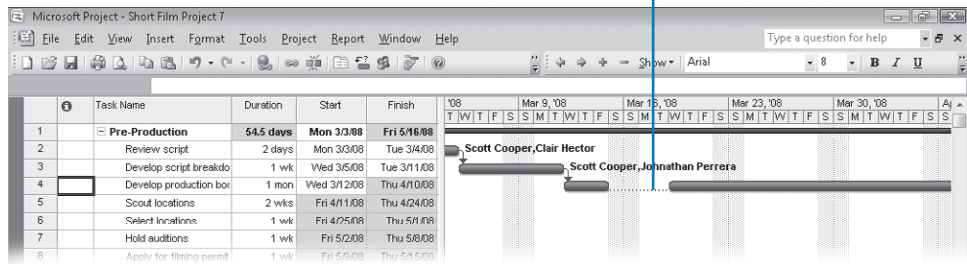 Microsoft Project - Short Film Project 7
File Edit View Insert Format Tools Project Report Window Help
Type a question for help
Show Arial 8 B I U
Task Name Duration Start Finish
'08 Mar 9, '08 Mar 16, '08 Mar 23, '08 Mar 30, '08 A
T W T F S S M T W T F S S M T W T F S S M T W T F S S M T W T F S S
1 Pre-Production 54.5 days Mon 3/3/08 Fri 5/16/08
2 Review script 2 days Mon 3/3/08 Tue 3/4/08 Scott Cooper,Clair Hector
3 Develop script breakdo 1 wk Wed 3/5/08 Tue 3/11/08 Scott Cooper,Johnathan Perrera
4 Develop production boa 1 mon Wed 3/12/08 Thu 4/10/08
5 Scout locations 2 wks Fri 4/11/08 Thu 4/24/08
6 Select locations 1 wk Fri 4/25/08 Thu 5/1/08
7 Hold auditions 1 wk Fri 5/2/08 Thu 5/8/08
8 Apply for filming permit 1 wk Fri 5/9/08 Thu 5/15/08